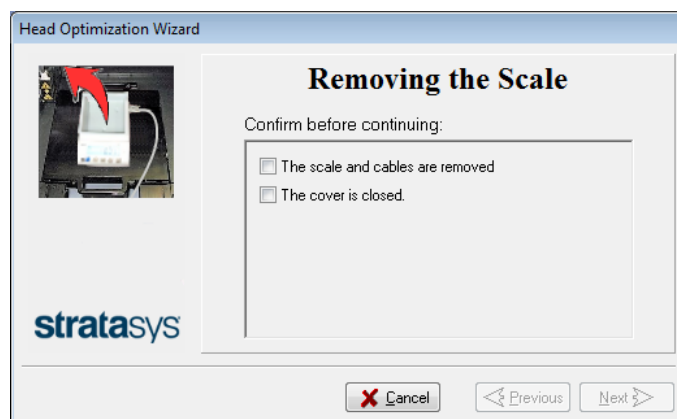 Head Optimization Wizard
Removing the Scale
Confirm before continuing:
The scale and cables are removed
The cover is closed.
stratasys
Cancel
Previous
Next